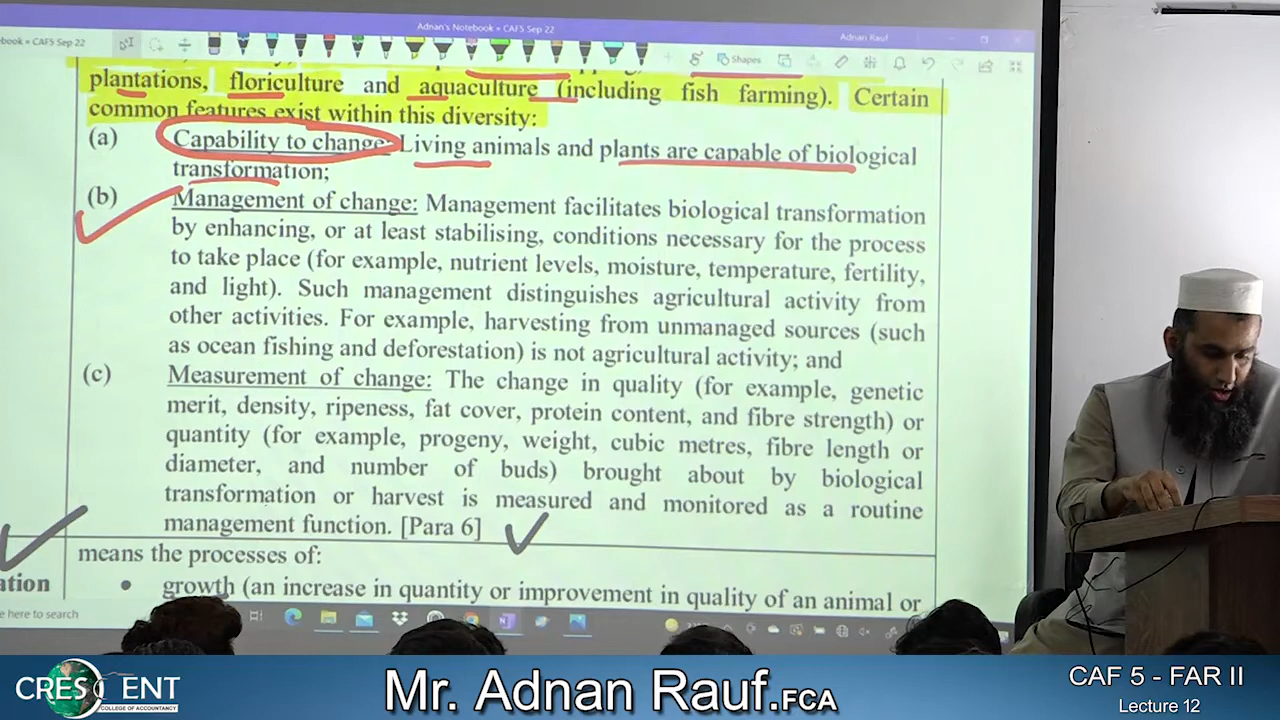 Adnan's Notebook » CAF5 Sep 22
ebook » CAF5 Sep 22
Adnan Rauf
Shapes
plantations, floriculture and aquaculture (including fish farming). Certain
common features exist within this diversity:
(a) Capability to change: Living animals and plants are capable of biological
transformation;
(b) Management of change: Management facilitates biological transformation
by enhancing, or at least stabilising, conditions necessary for the process
to take place (for example, nutrient levels, moisture, temperature, fertility,
and light). Such management distinguishes agricultural activity from
other activities. For example, harvesting from unmanaged sources (such
as ocean fishing and deforestation) is not agricultural activity; and
(c) Measurement of change: The change in quality (for example, genetic
merit, density, ripeness, fat cover, protein content, and fibre strength) or
quantity (for example, progeny, weight, cubic metres, fibre length or
diameter, and number of buds) brought about by biological
transformation or harvest is measured and monitored as a routine
management function. [Para 6]
means the processes of:
ation • growth (an increase in quantity or improvement in quality of an animal or
e here to search
CRESCENT
COLLEGE OF ACCOUNTANCY
Mr. Adnan Rauf.FCA
CAF 5 - FAR II
Lecture 12